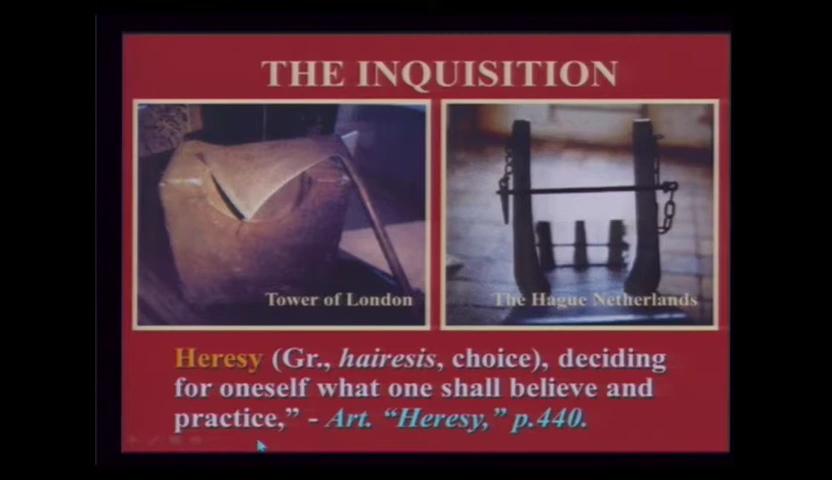 THE INQUISITION
Tower of London
The Hague Netherlands
Heresy (Gr., hairesis, choice), deciding
for oneself what one shall believe and
practice,” - Art. “Heresy,” p.440.